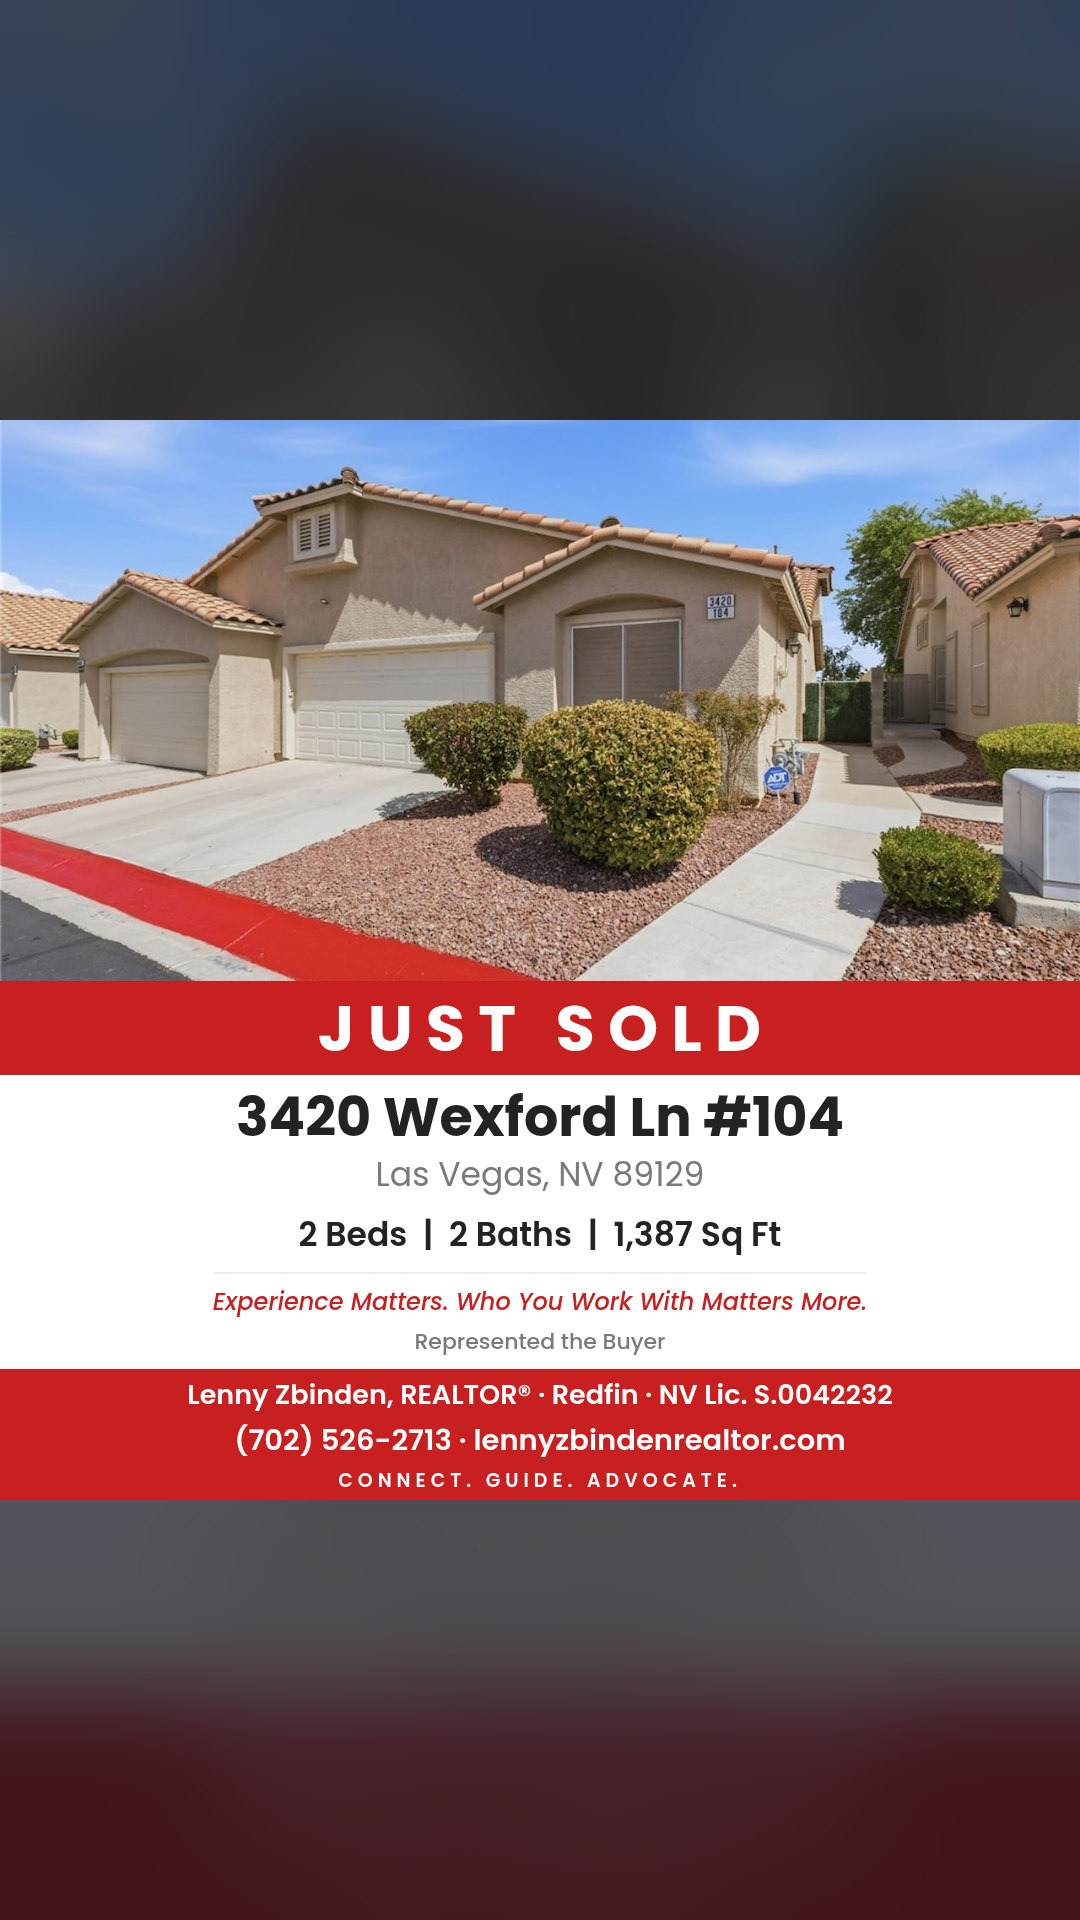 3420
104
ADT
JUST SOLD
3420 Wexford Ln #104
Las Vegas, NV 89129
2 Beds | 2 Baths | 1,387 Sq Ft
Experience Matters. Who You Work With Matters More.
Represented the Buyer
Lenny Zbinden, REALTOR® · Redfin · NV Lic. S.0042232
(702) 526-2713 · lennyzbindenrealtor.com
CONNECT. GUIDE. ADVOCATE.